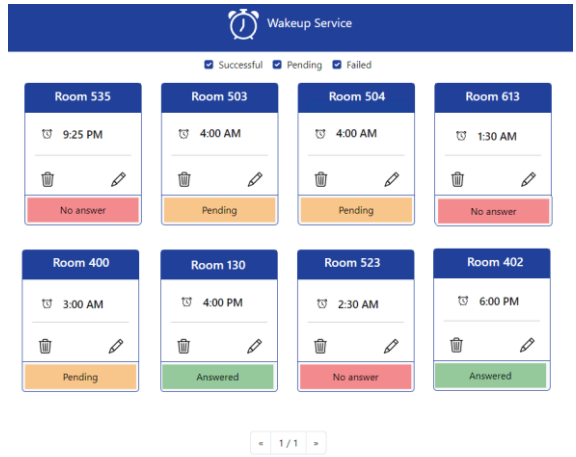 Wakeup Service
Successful Pending Failed
Room 535 Room 503 Room 504 Room 613
9:25 PM 4:00 AM 4:00 AM 1:30 AM
No answer Pending Pending No answer
Room 400 Room 130 Room 523 Room 402
3:00 AM 4:00 PM 2:30 AM 6:00 PM
Pending Answered No answer Answered
« 1 / 1 »